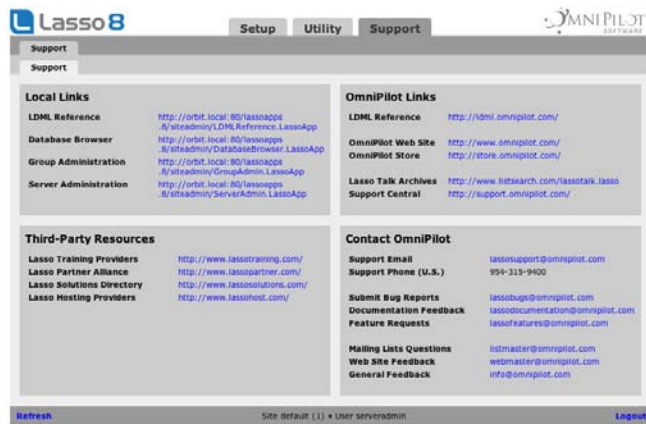 Lasso 8
Setup Utility Support
OMNIPILOT
SOFTWARE
Support
Support
Local Links
LDML Reference http://orbit.local:80/lassoapps
.8/siteadmin/LDMLReference.LassoApp
Database Browser http://orbit.local:80/lassoapps
.8/siteadmin/DatabaseBrowser.LassoApp
Group Administration http://orbit.local:80/lassoapps
.8/siteadmin/GroupAdmin.LassoApp
Server Administration http://orbit.local:80/lassoapps
.8/siteadmin/ServerAdmin.LassoApp
OmniPilot Links
LDML Reference http://ldml.omnipilot.com/
OmniPilot Web Site http://www.omnipilot.com/
OmniPilot Store http://store.omnipilot.com/
Lasso Talk Archives http://www.listsearch.com/lassotalk.lasso
Support Central http://support.omnipilot.com/
Third-Party Resources
Lasso Training Providers http://www.lassotraining.com/
Lasso Partner Alliance http://www.lassopartner.com/
Lasso Solutions Directory http://www.lassosolutions.com/
Lasso Hosting Providers http://www.lassohost.com/
Contact OmniPilot
Support Email lassosupport@omnipilot.com
Support Phone (U.S.) 954-315-9400
Submit Bug Reports lassobugs@omnipilot.com
Documentation Feedback lassodocumentation@omnipilot.com
Feature Requests lassofeatures@omnipilot.com
Mailing Lists Questions listmaster@omnipilot.com
Web Site Feedback webmaster@omnipilot.com
General Feedback info@omnipilot.com
Refresh Site default (1) • User serveradmin Logout